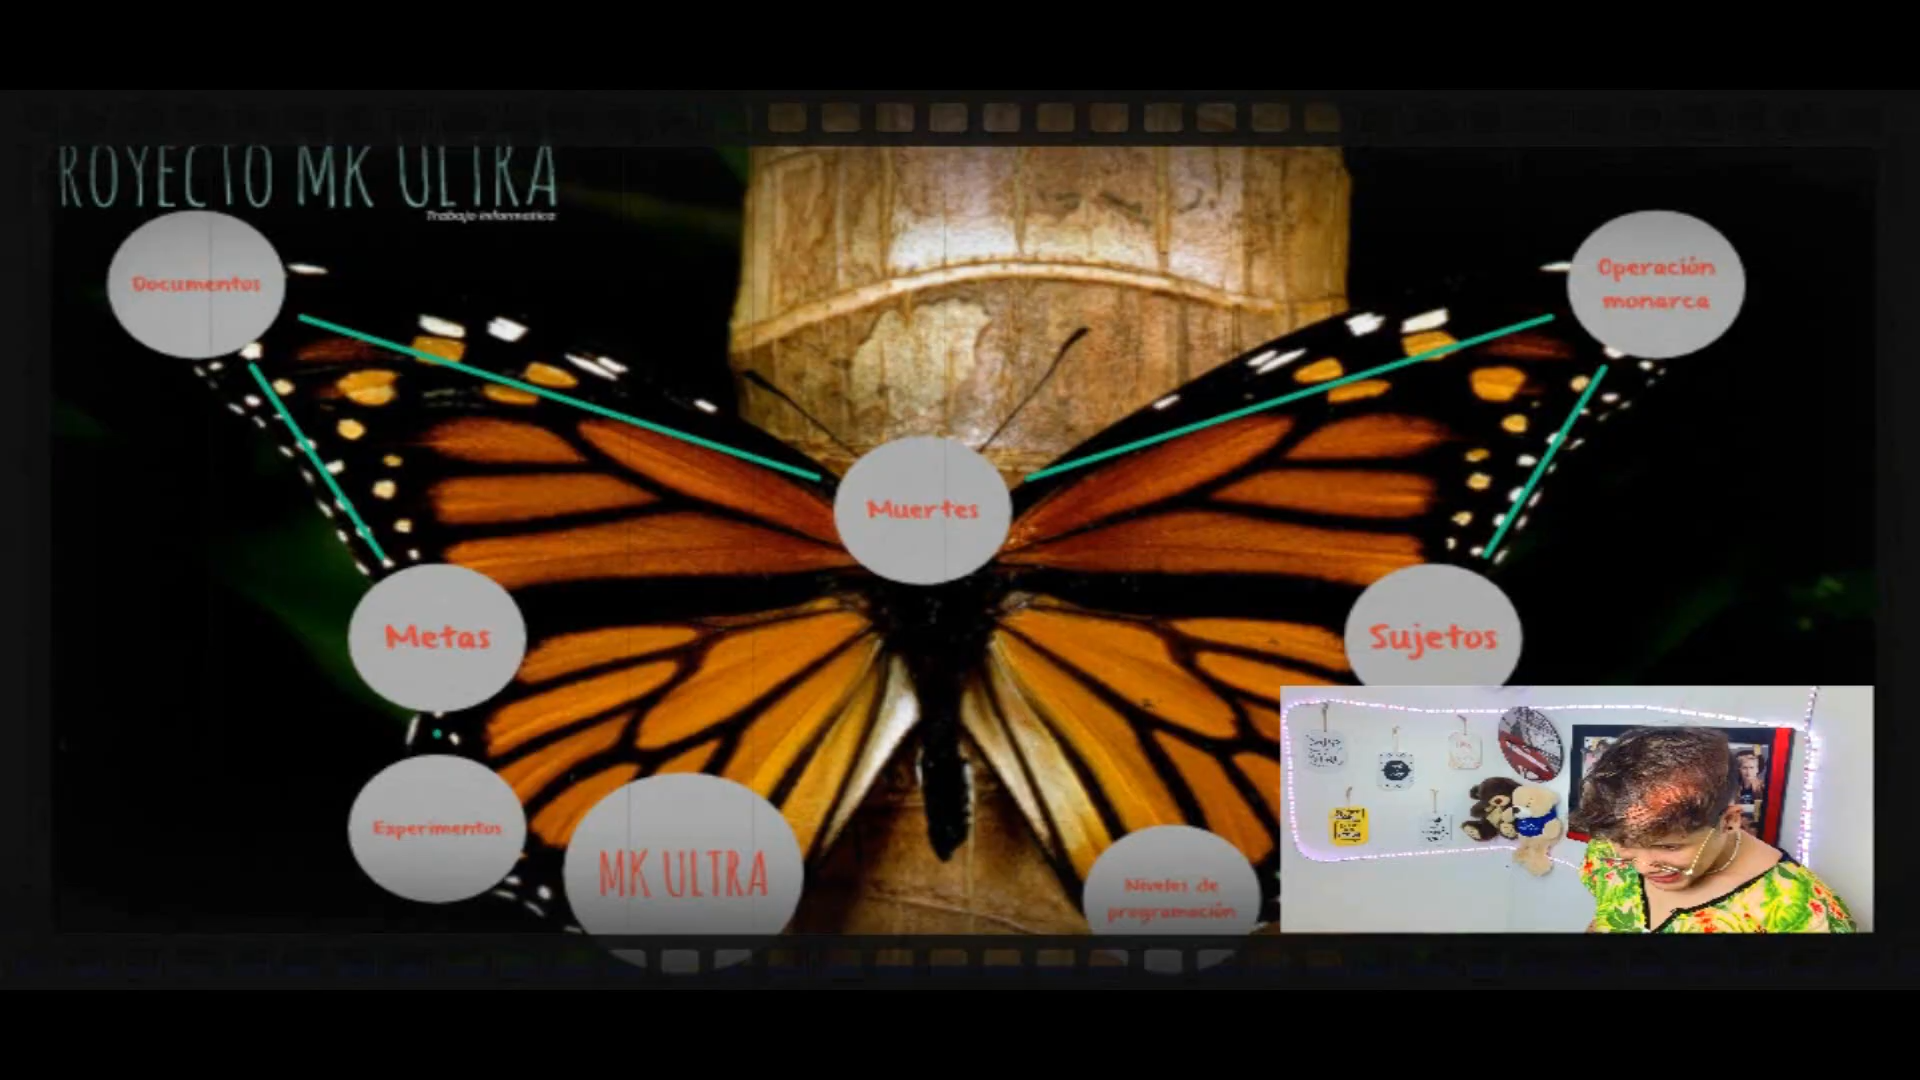 ROYECTO MK ULTRA
Trabajo informatica
Documentos
Operación
monarca
Muertes
Metas
Sujetos
Experimentos
MK ULTRA
Niveles de
programación